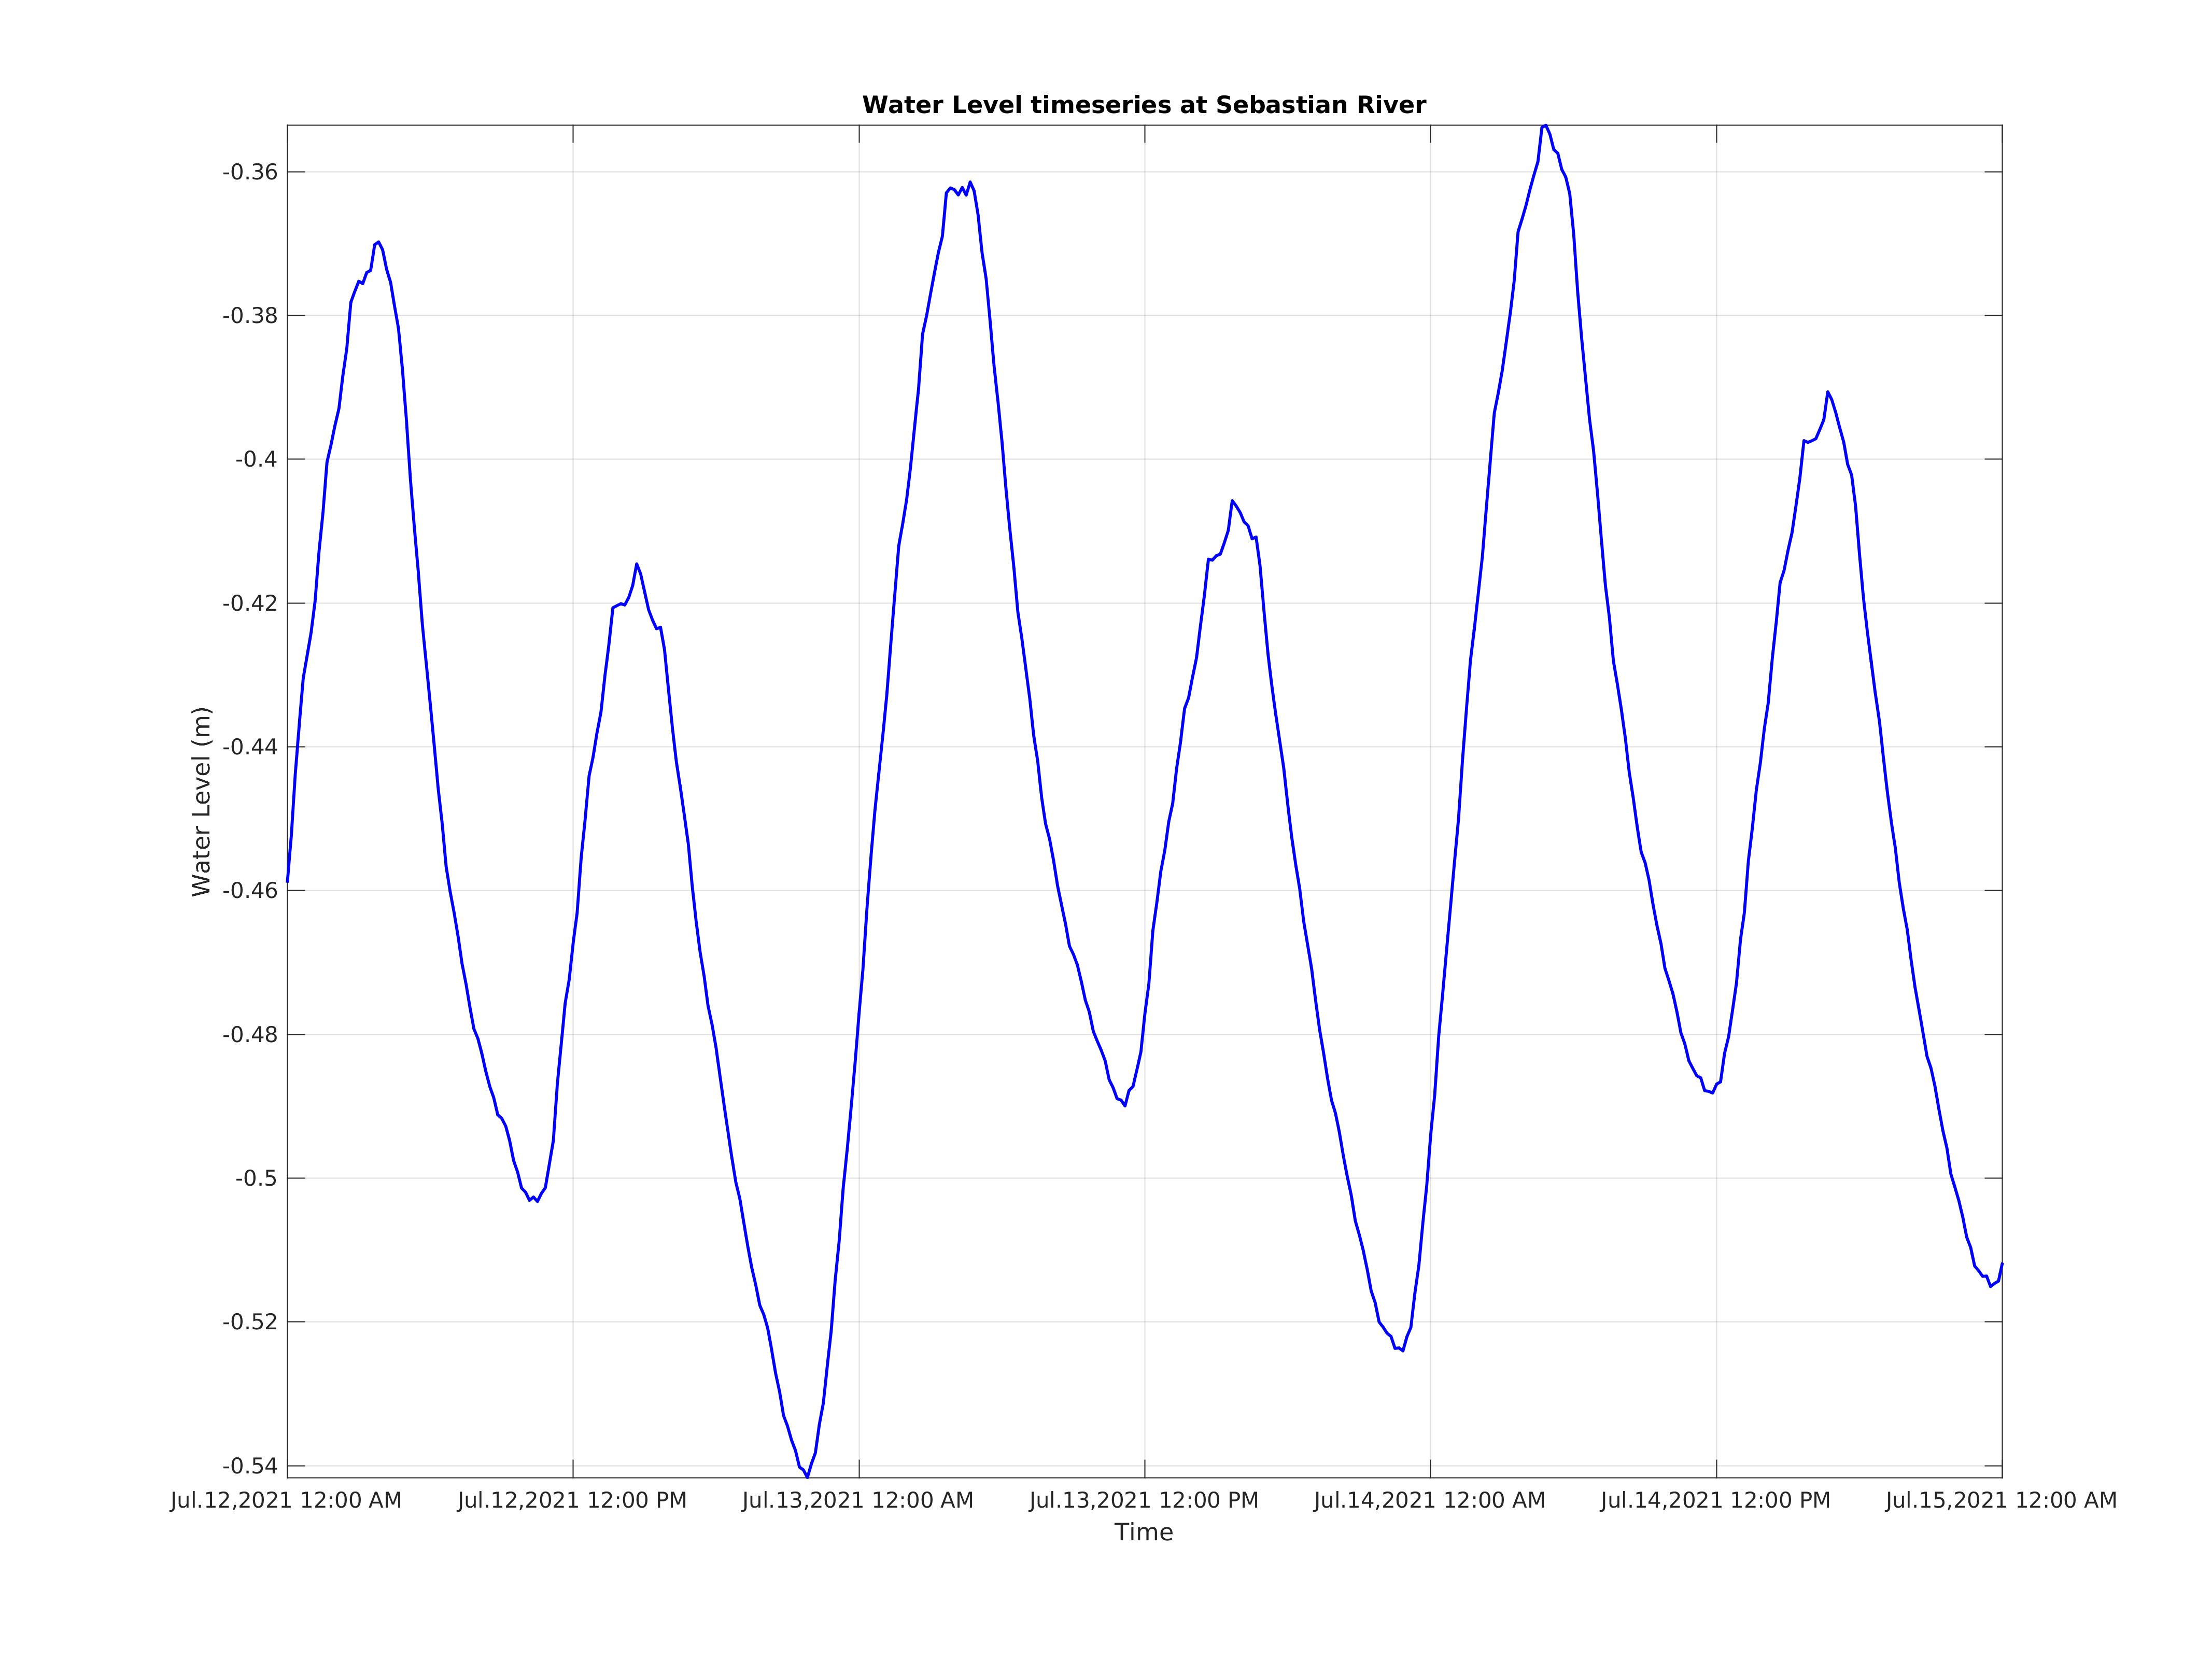 Water Level timeseries at Sebastian River
-0.36
-0.38
-0.4
-0.42
-0.44
-0.46
-0.48
-0.5
-0.52
-0.54
Water Level (m)
Jul.12,2021 12:00 AM Jul.12,2021 12:00 PM Jul.13,2021 12:00 AM Jul.13,2021 12:00 PM Jul.14,2021 12:00 AM Jul.14,2021 12:00 PM Jul.15,2021 12:00 AM
Time